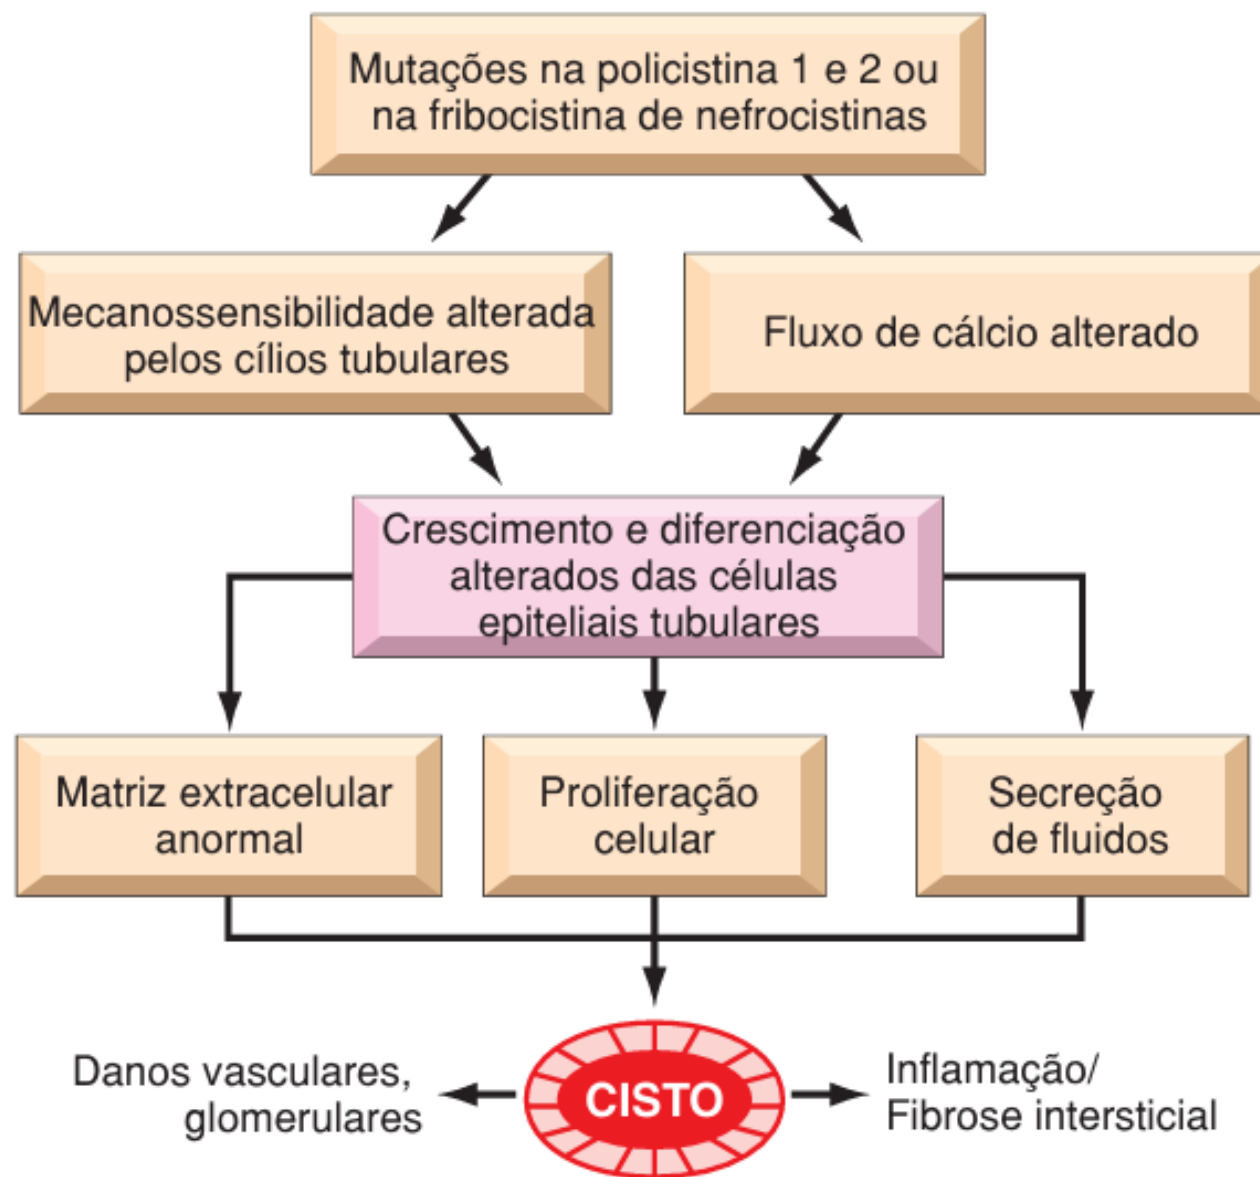 Mutações na policistina 1 e 2 ou
na fribocistina de nefrocistinas
Mecanossensibilidade alterada
pelos cílios tubulares
Fluxo de cálcio alterado
Crescimento e diferenciação
alterados das células
epiteliais tubulares
Matriz extracelular
anormal
Proliferação
celular
Secreção
de fluidos
Danos vasculares,
glomerulares
CISTO
Inflamação/
Fibrose intersticial